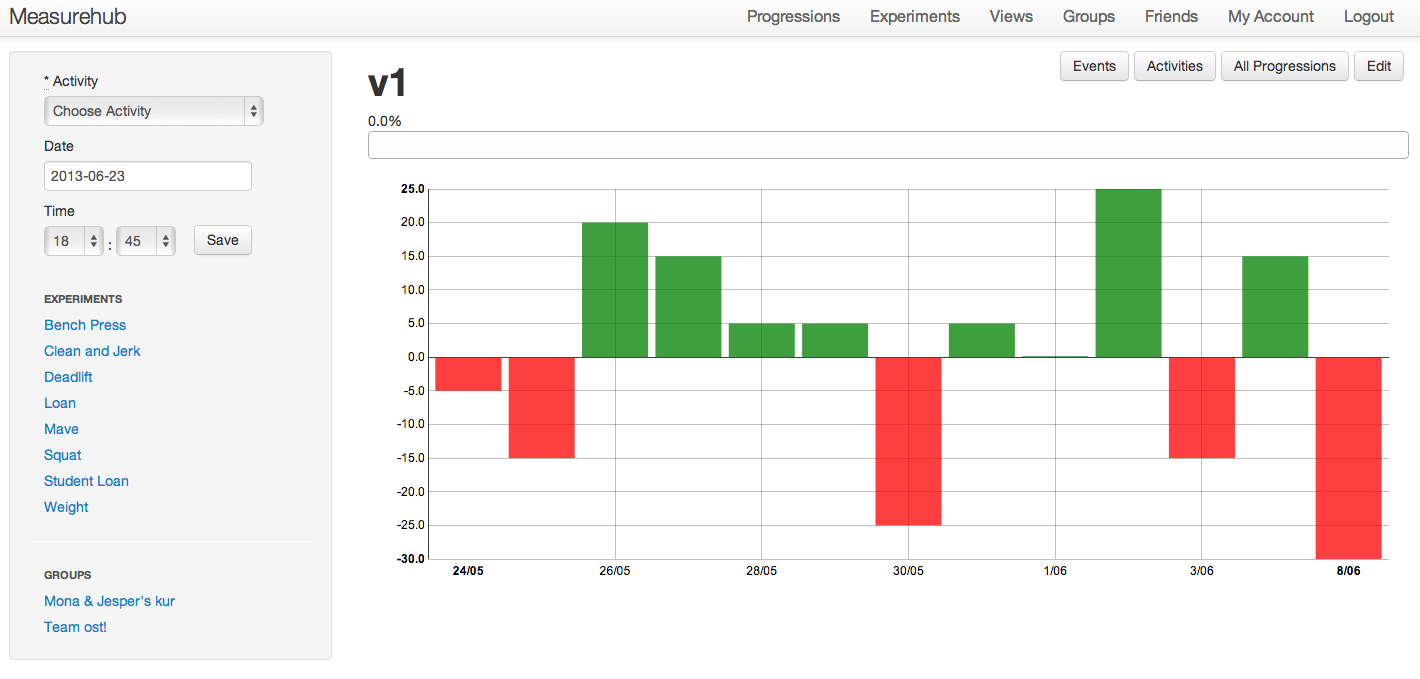 Measurehub
Progressions Experiments Views Groups Friends My Account Logout
* Activity
Choose Activity
Date
2013-06-23
Time
18 : 45 Save
EXPERIMENTS
Bench Press
Clean and Jerk
Deadlift
Loan
Mave
Squat
Student Loan
Weight
GROUPS
Mona & Jesper's kur
Team ost!
Events Activities All Progressions Edit
v1
0.0%
25.0
20.0
15.0
10.0
5.0
0.0
-5.0
-10.0
-15.0
-20.0
-25.0
-30.0
24/05 26/05 28/05 30/05 1/06 3/06 8/06